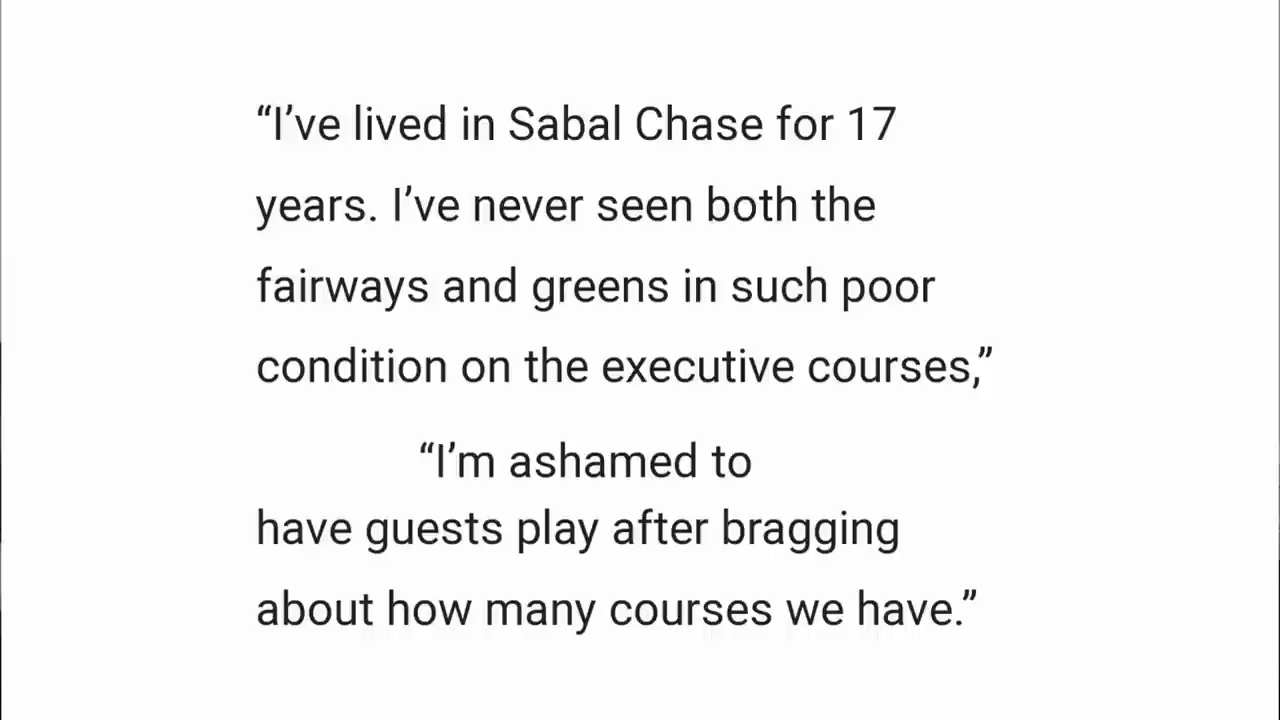 “I’ve lived in Sabal Chase for 17
years. I’ve never seen both the
fairways and greens in such poor
condition on the executive courses,”
“I’m ashamed to
have guests play after bragging
about how many courses we have.”